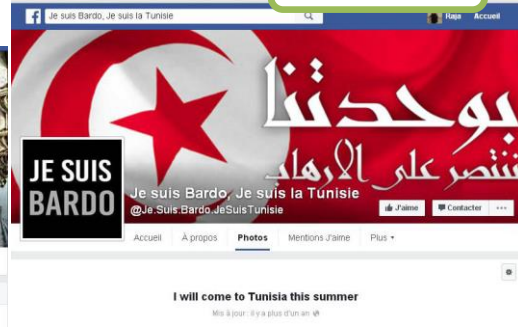 Je suis Bardo, Je suis la Tunisie
Raja Accueil
بوحدتنا
ننتصر على الارهاب
JE SUIS
BARDO
Je suis Bardo, Je suis la Tunisie
@Je.Suis.Bardo.JeSuisTunisie
J'aime Contacter
Accueil À propos Photos Mentions J'aime Plus
I will come to Tunisia this summer
Mis à jour : il y a plus d'un an